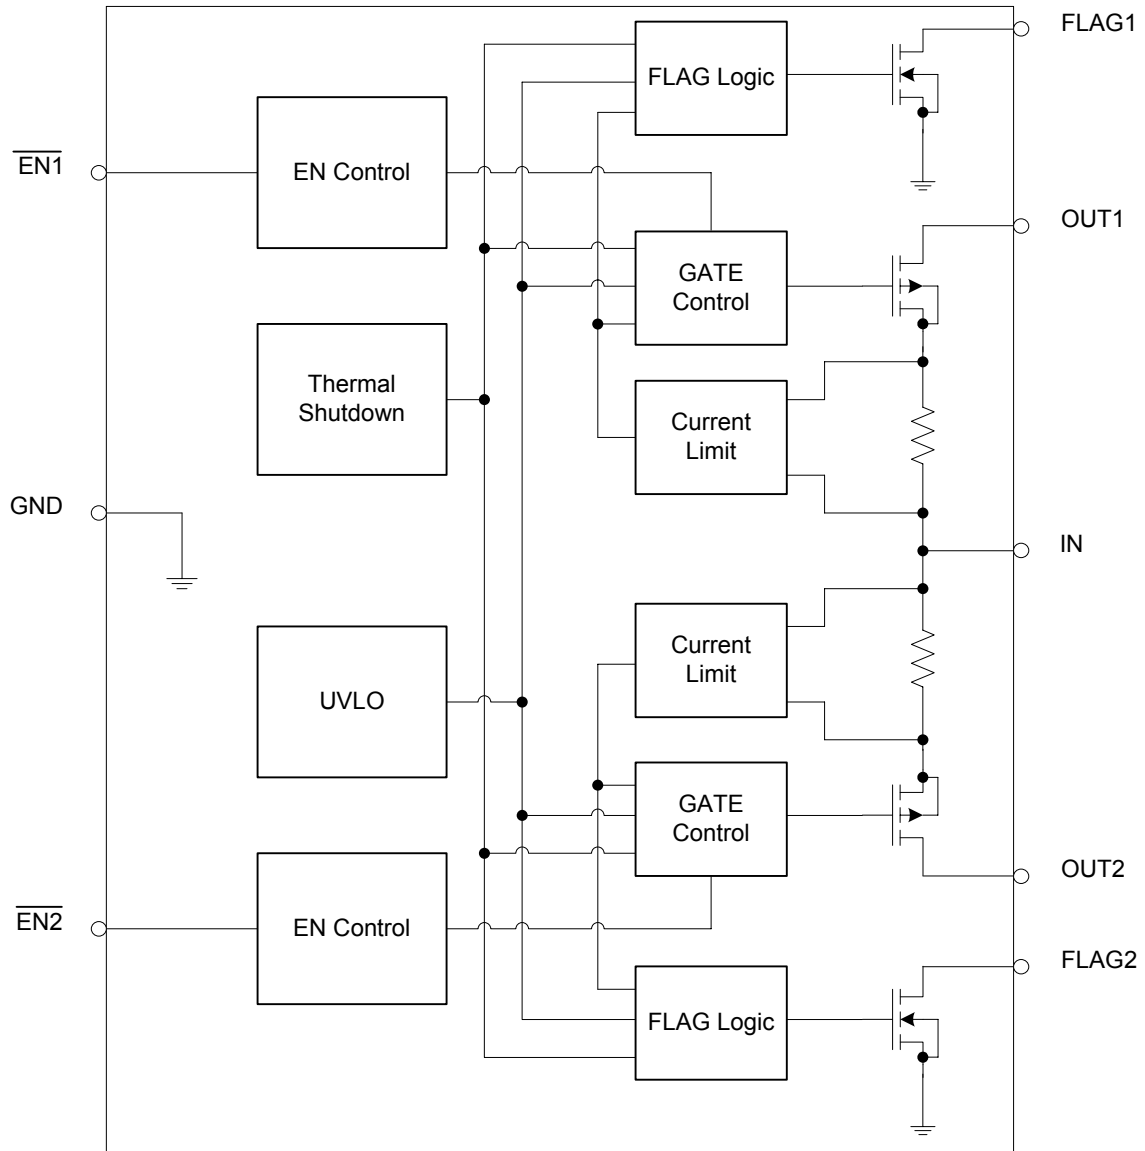 FLAG1
FLAG Logic
EN1
EN Control
OUT1
GATE
Control
Thermal
Shutdown
Current
Limit
GND
IN
Current
Limit
UVLO
GATE
Control
OUT2
EN2
EN Control
FLAG2
FLAG Logic